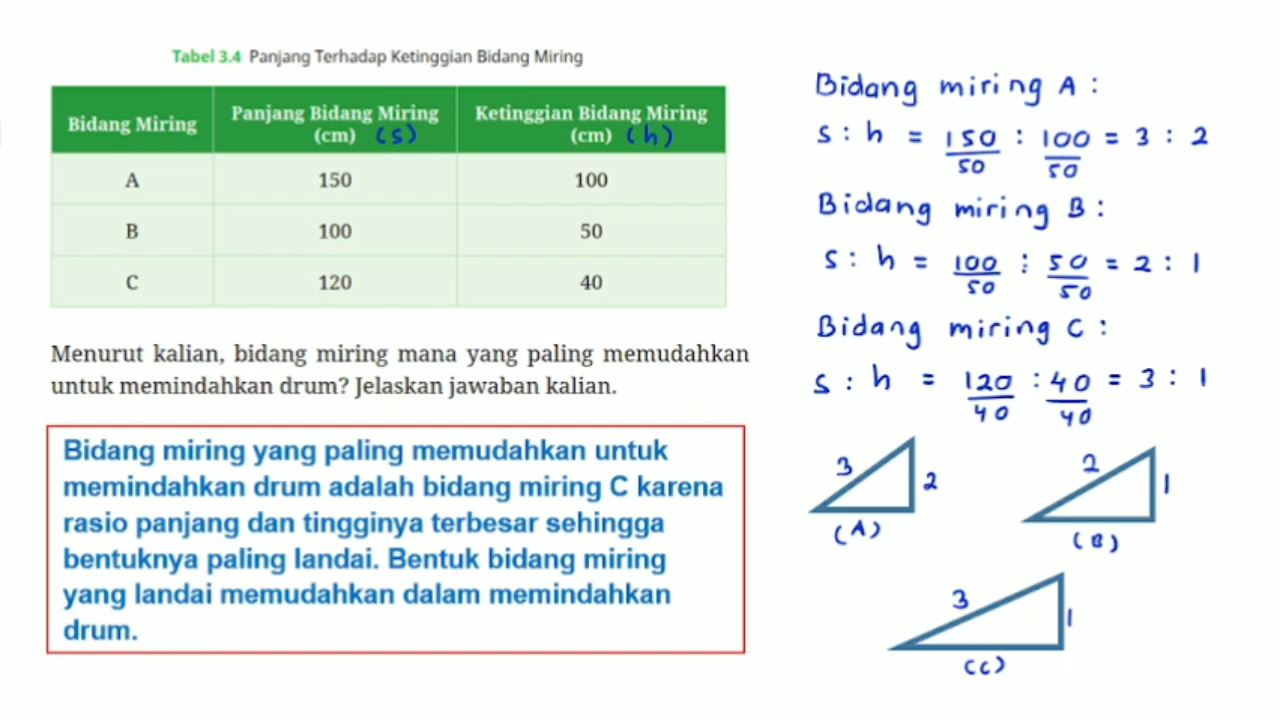 Tabel 3.4 Panjang Terhadap Ketinggian Bidang Miring
Bidang Miring
Panjang Bidang Miring
(cm) (s)
Ketinggian Bidang Miring
(cm) (h)
A 150 100
B 100 50
C 120 40
Menurut kalian, bidang miring mana yang paling memudahkan
untuk memindahkan drum? Jelaskan jawaban kalian.
Bidang miring yang paling memudahkan untuk
memindahkan drum adalah bidang miring C karena
rasio panjang dan tingginya terbesar sehingga
bentuknya paling landai. Bentuk bidang miring
yang landai memudahkan dalam memindahkan
drum.
Bidang miring A :
s : h = 150/50 : 100/50 = 3 : 2
Bidang miring B :
s : h = 100/50 : 50/50 = 2 : 1
Bidang miring C :
s : h = 120/40 : 40/40 = 3 : 1
3 2
(A)
2 1
(B)
3 1
(C)